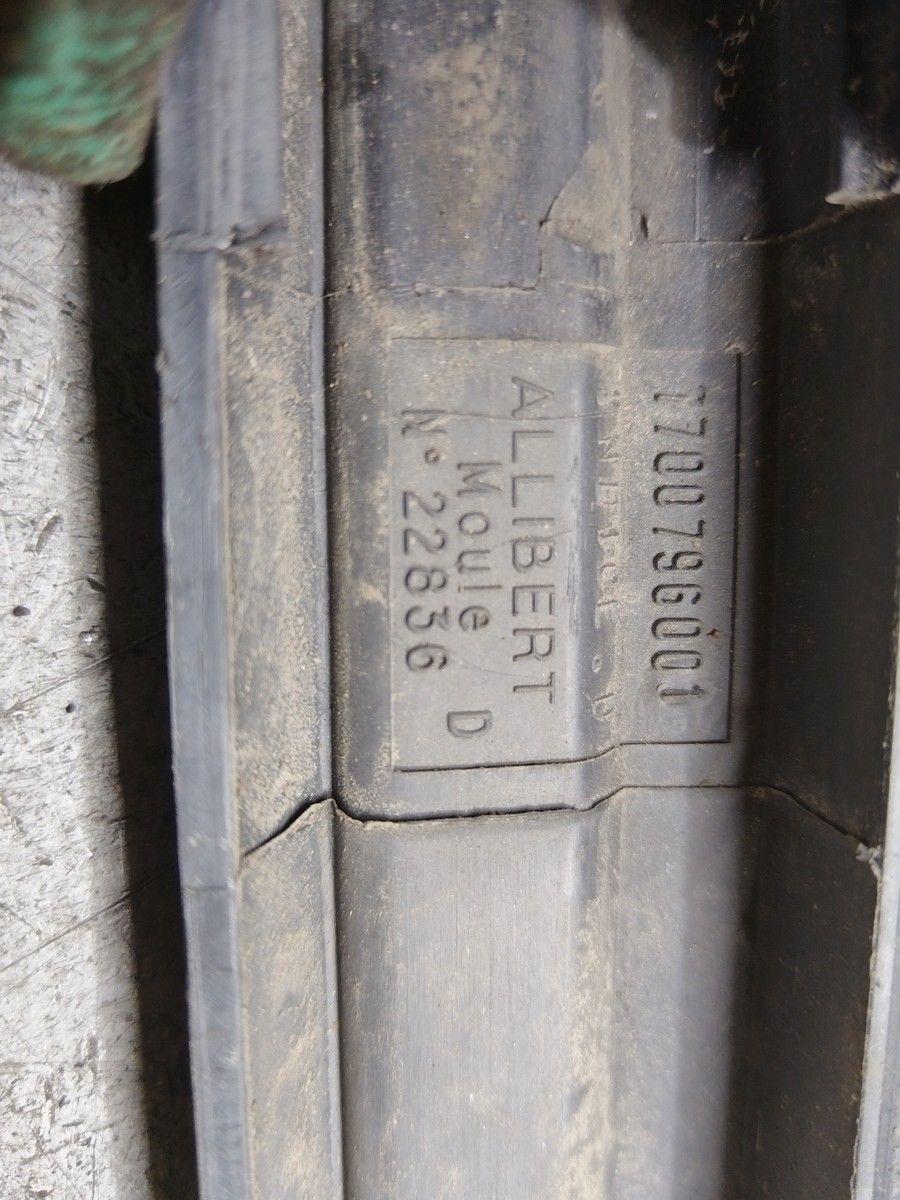 7700796001
ALLIBERT
Moule D
N° 22836